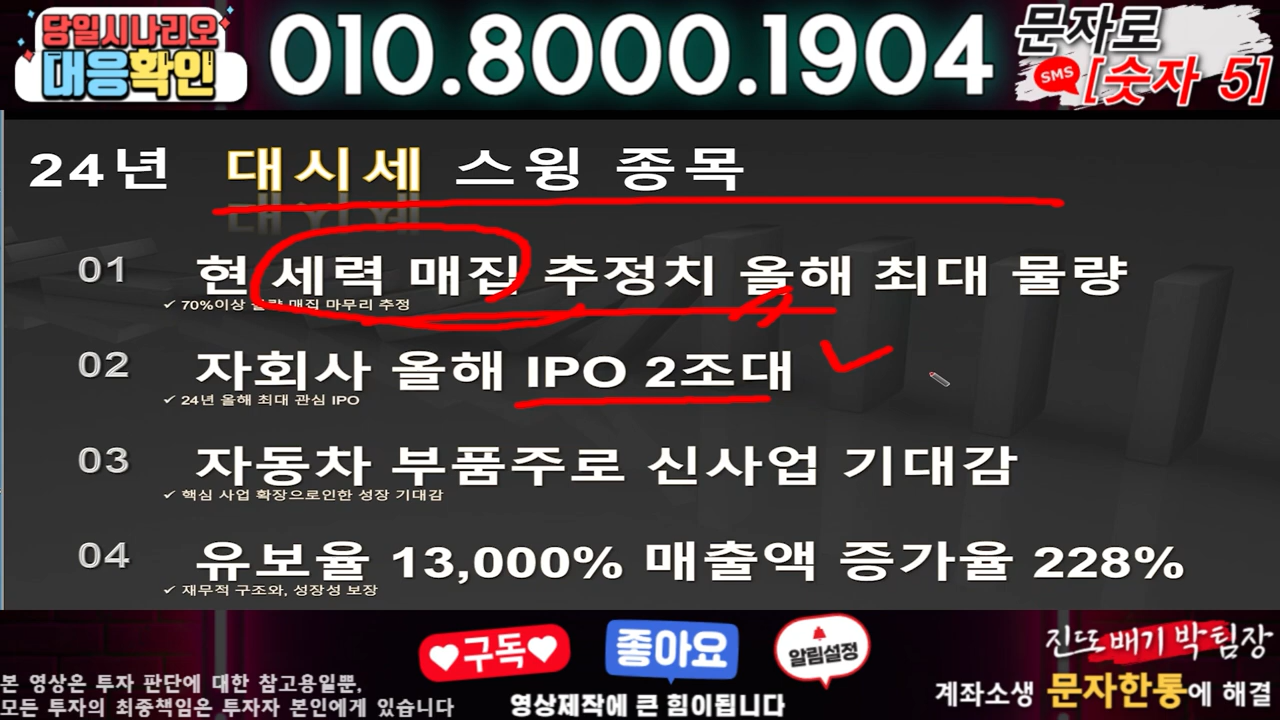 당일시나리오
대응확인
010.8000.1904
문자로
SMS [숫자 5]
24년 대시세 스윙 종목
01 현 세력 매집 추정치 올해 최대 물량
✓ 70%이상 물량 매집 마무리 추정
02 자회사 올해 IPO 2조대
✓ 24년 올해 최대 관심 IPO
03 자동차 부품주로 신사업 기대감
✓ 핵심 사업 확장으로인한 성장 기대감
04 유보율 13,000% 매출액 증가율 228%
✓ 재무적 구조와, 성장성 보장
구독
좋아요
알림설정
영상제작에 큰 힘이됩니다
본 영상은 투자 판단에 대한 참고용일뿐,
모든 투자의 최종책임은 투자자 본인에게 있습니다
진또배기 박팀장
계좌소생 문자한통에 해결